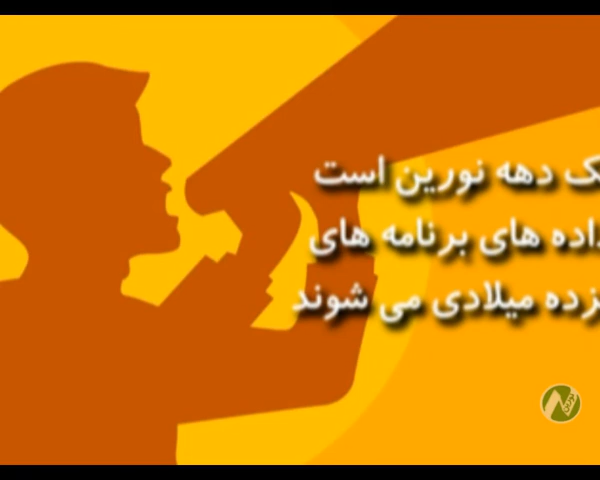 دهه نورین است
های برنامه های
میلادی می شوند